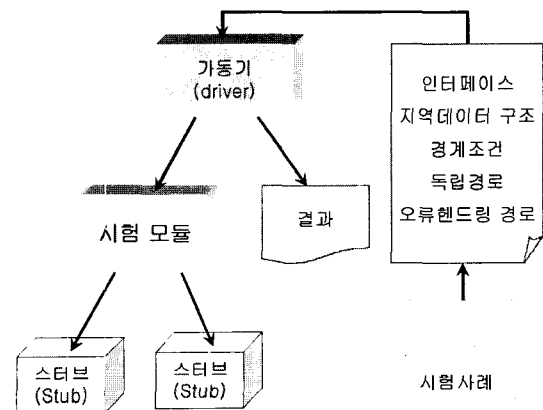 가동기
(driver)
인터페이스
지역데이터 구조
경계조건
독립경로
오류헨드링 경로
시험 모듈
결과
스터브
(Stub)
스터브
(Stub)
시험사례